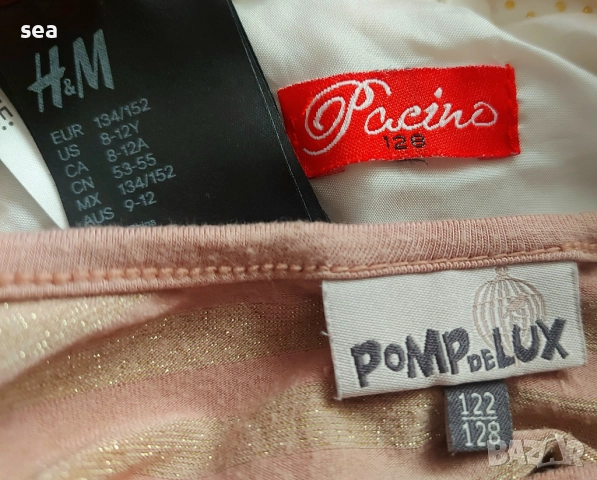 sea
H&M
EUR 134/152
US 8-12Y
CA 8-12A
CN 53-55
MX 134/152
AUS 9-12
Pacino
128
POMP DE LUX
122
128
BAZAR